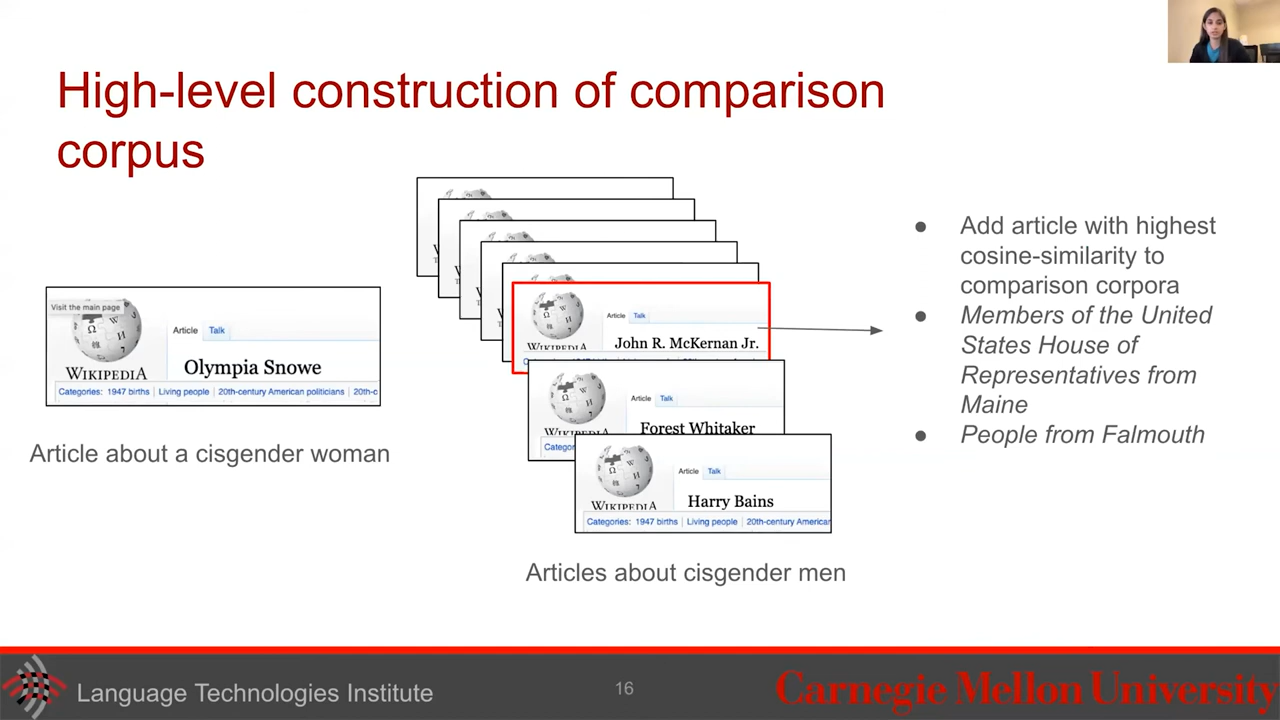 High-level construction of comparison
corpus
Visit the main page
Article Talk
Olympia Snowe
WIKIPEDIA
Categories: 1947 births | Living people | 20th-century American politicians | 20th-c
Article about a cisgender woman
Article Talk
John R. McKernan Jr.
WIKIPEDIA
Article Talk
Forest Whitaker
WIKIPEDIA
Catego
Article Talk
Harry Bains
WIKIPEDIA
Categories: 1947 births | Living people | 20th-century American
Articles about cisgender men
● Add article with highest
cosine-similarity to
comparison corpora
● Members of the United
States House of
Representatives from
Maine
● People from Falmouth
Language Technologies Institute
16
Carnegie Mellon University